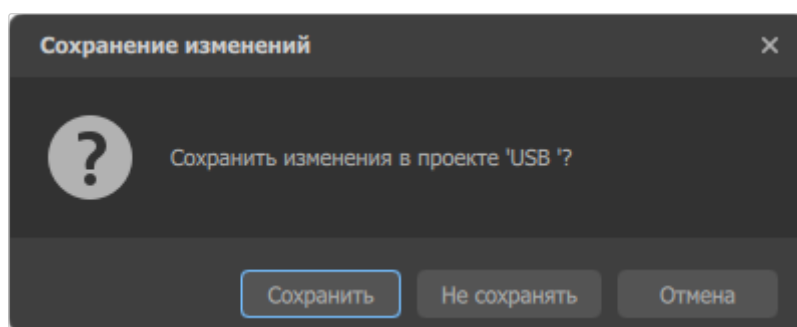 Сохранение изменений
Сохранить изменения в проекте 'USB '?
Сохранить Не сохранять Отмена